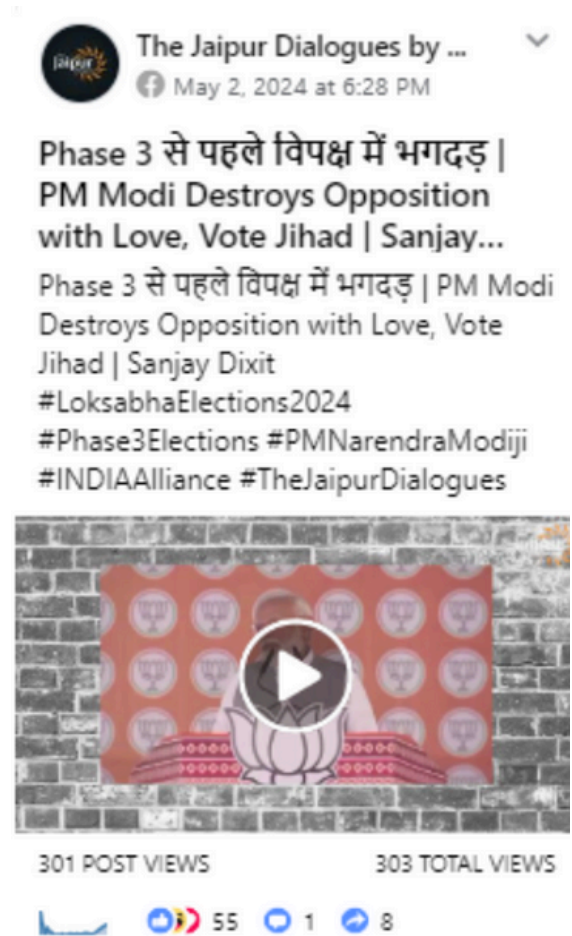 jaipur
The Jaipur Dialogues by ...
May 2, 2024 at 6:28 PM
Phase 3 से पहले विपक्ष में भगदड़ |
PM Modi Destroys Opposition
with Love, Vote Jihad | Sanjay...
Phase 3 से पहले विपक्ष में भगदड़ | PM Modi
Destroys Opposition with Love, Vote
Jihad | Sanjay Dixit
#LoksabhaElections2024
#Phase3Elections #PMNarendraModiji
#INDIAAlliance #TheJaipurDialogues
301 POST VIEWS
303 TOTAL VIEWS
55
1
8